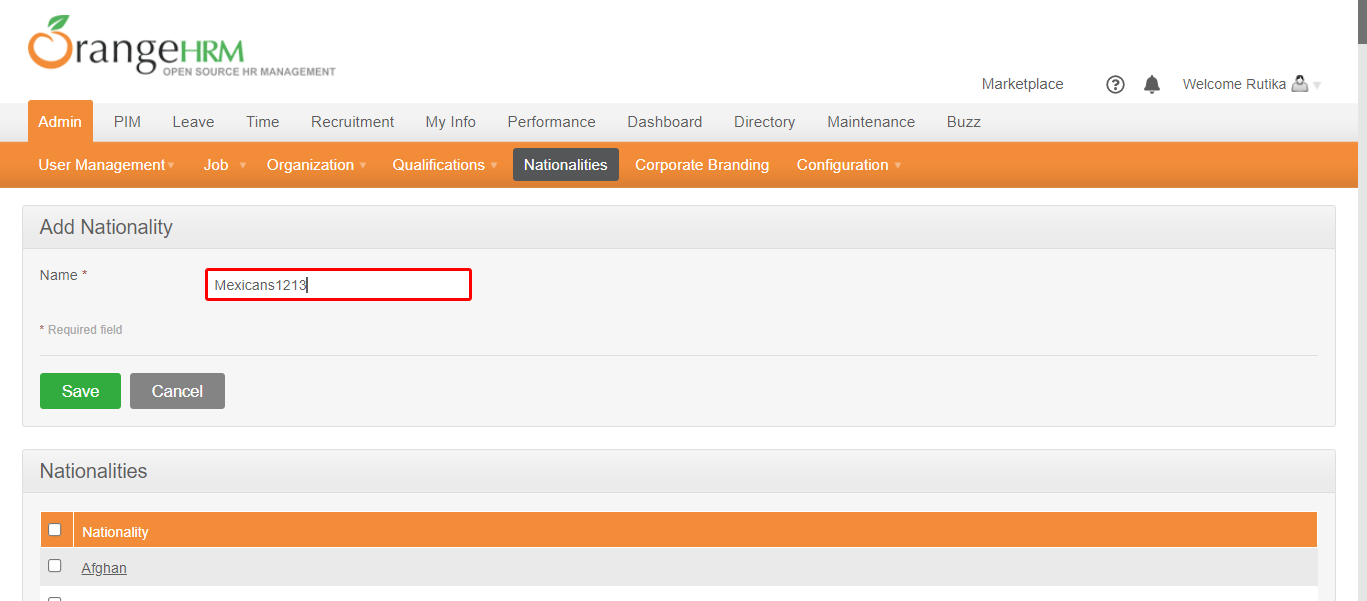 OrangeHRM
OPEN SOURCE HR MANAGEMENT
Marketplace ? Welcome Rutika
Admin PIM Leave Time Recruitment My Info Performance Dashboard Directory Maintenance Buzz
User Management Job Organization Qualifications Nationalities Corporate Branding Configuration
Add Nationality
Name * Mexicans1213
* Required field
Save Cancel
Nationalities
Nationality
Afghan